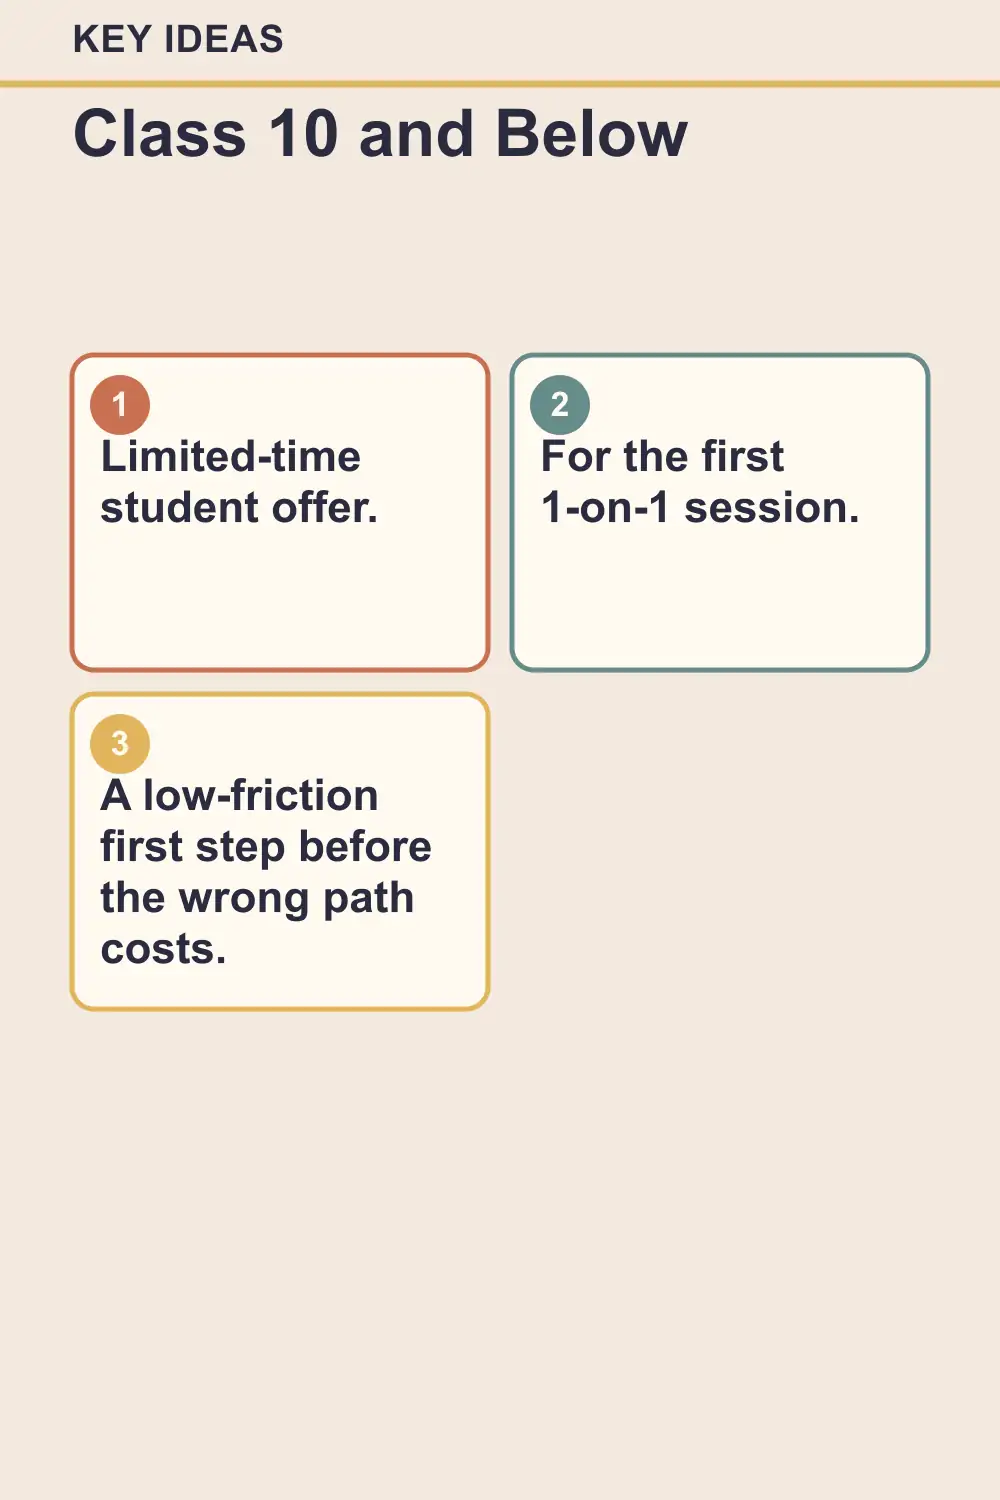 KEY IDEAS
Class 10 and Below
1
Limited-time
student offer.
2
For the first
1-on-1 session.
3
A low-friction
first step before
the wrong path
costs.